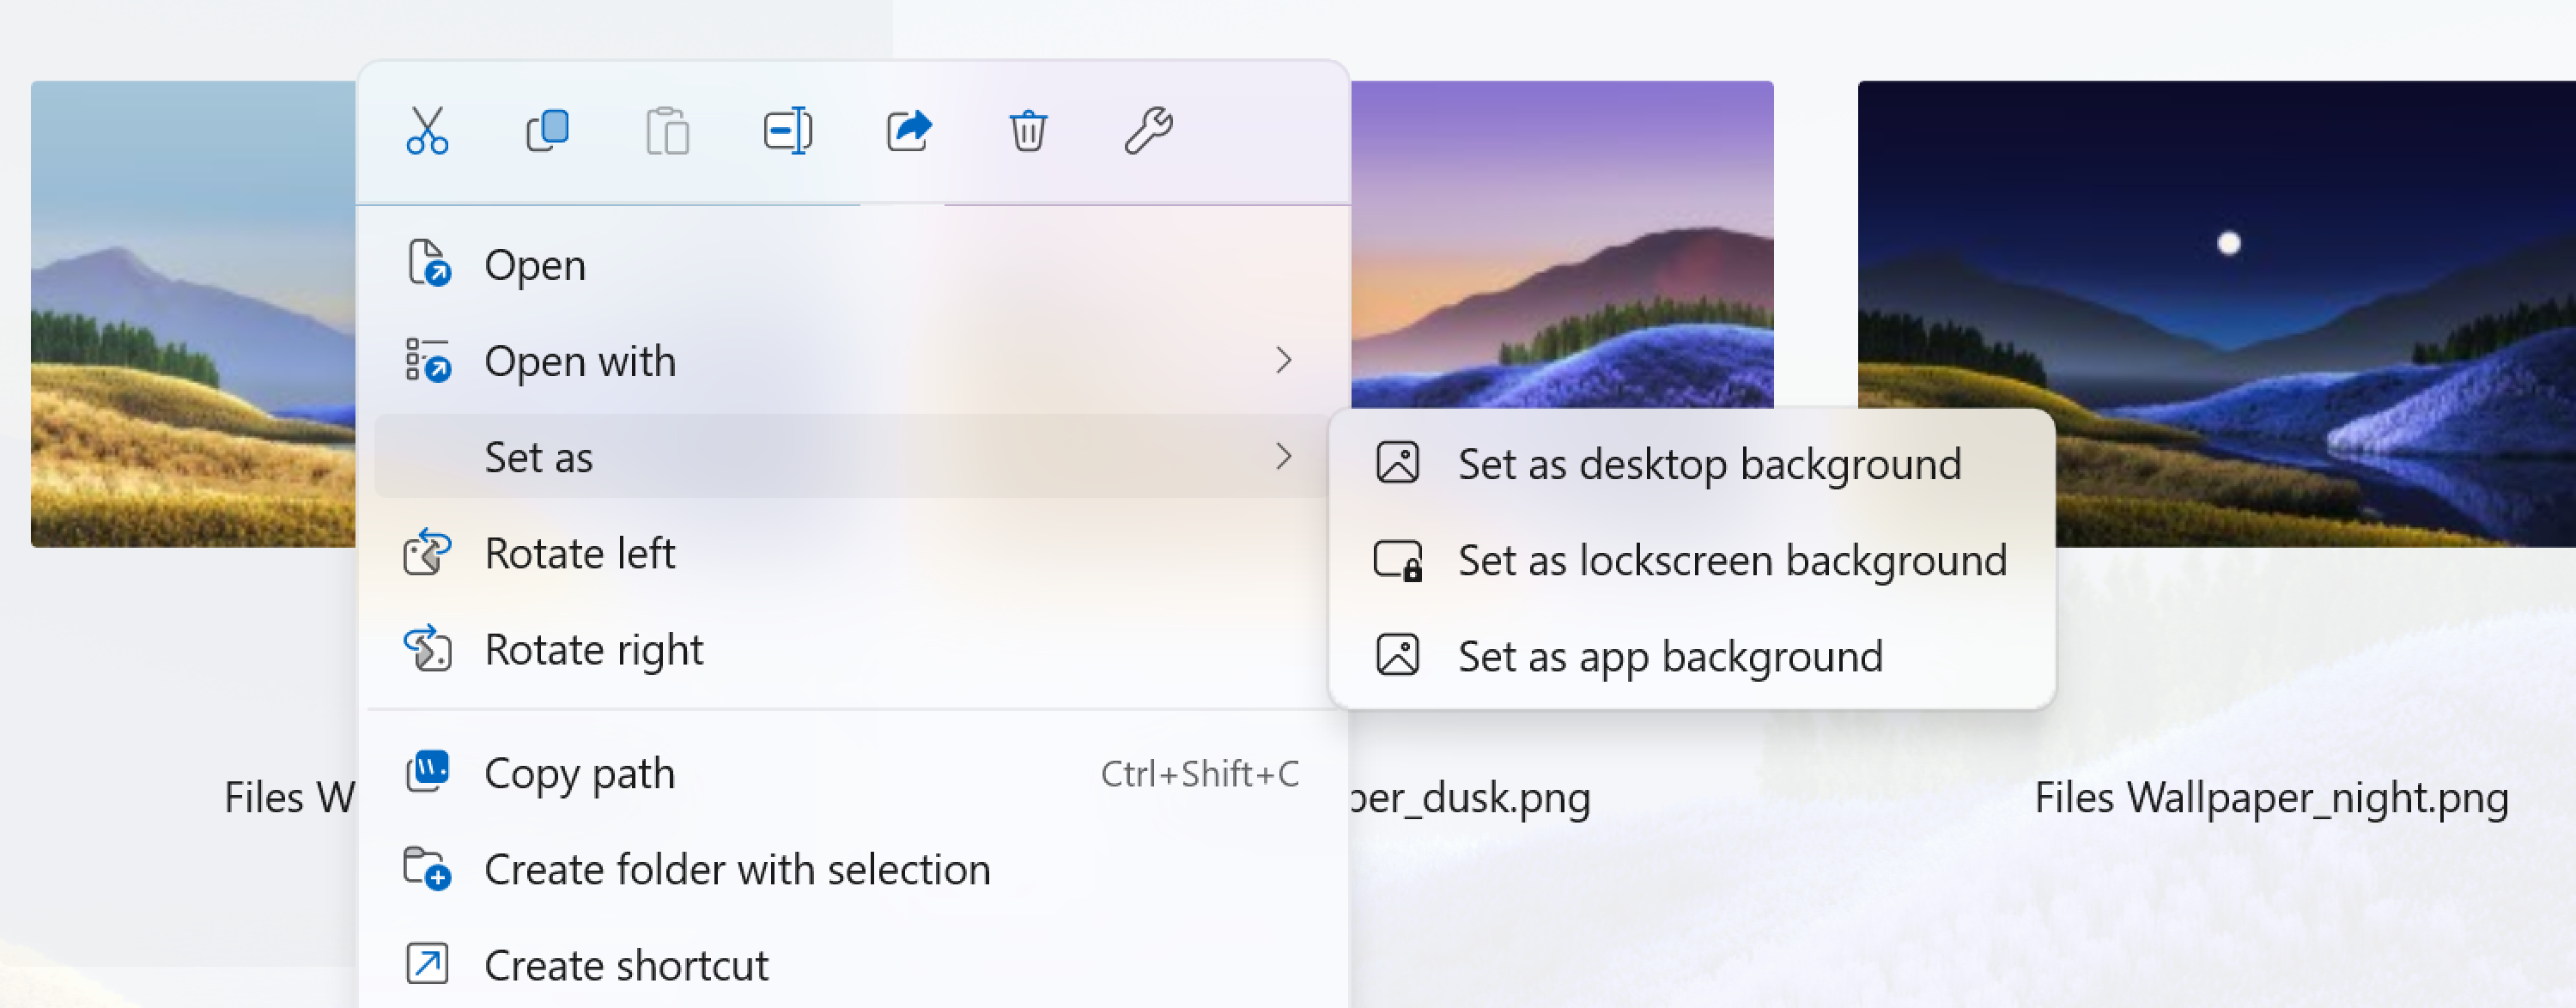 Open
Open with
Set as
Rotate left
Rotate right
Copy path Ctrl+Shift+C
Create folder with selection
Create shortcut
Set as desktop background
Set as lockscreen background
Set as app background
Files W
per_dusk.png
Files Wallpaper_night.png